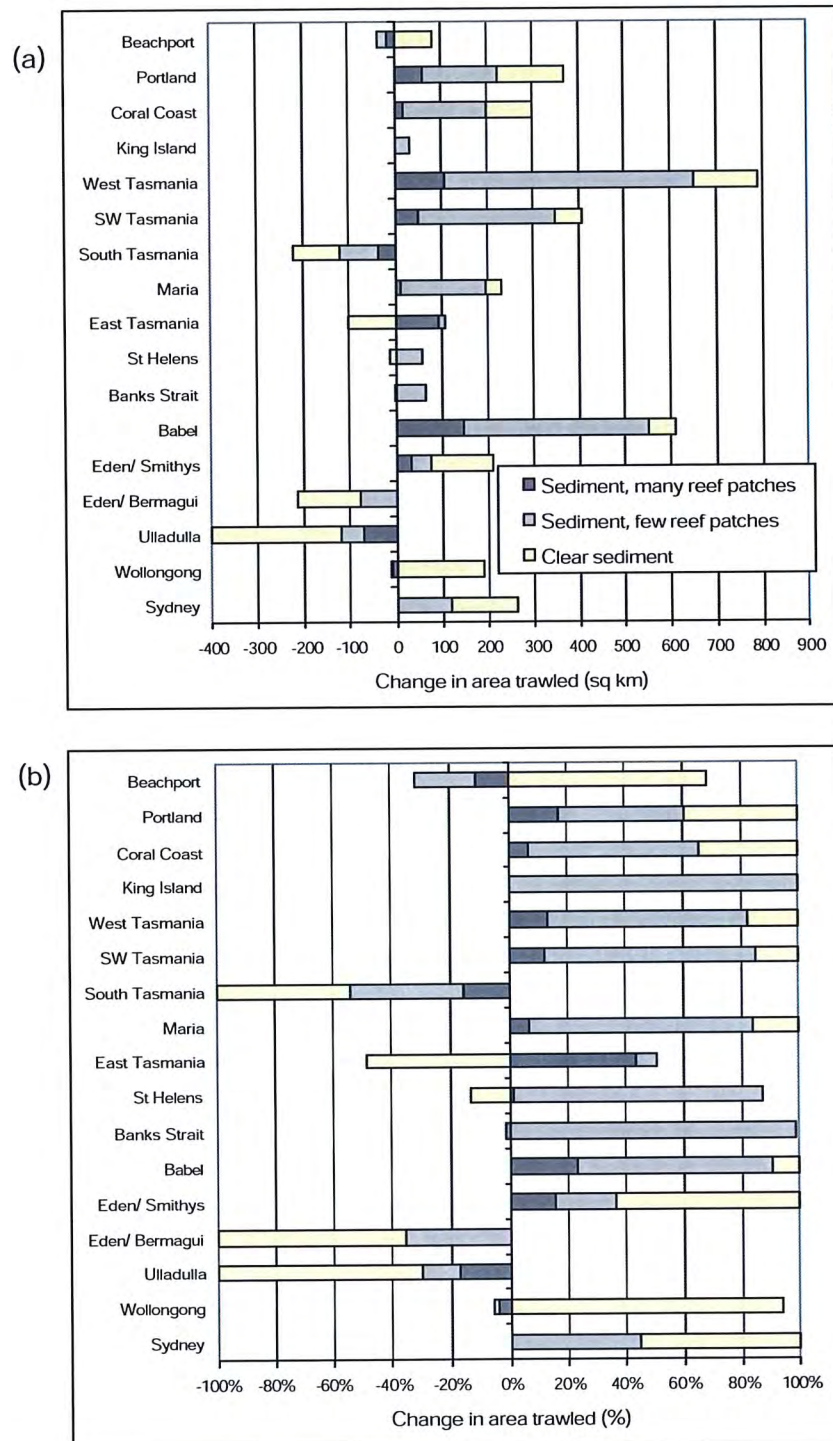 (a)
Beachport
Portland
Coral Coast
King Island
West Tasmania
SW Tasmania
South Tasmania
Maria
East Tasmania
St Helens
Banks Strait
Babel
Eden/ Smithys
Eden/ Bermagui
Ulladulla
Wollongong
Sydney
Sediment, many reef patches
Sediment, few reef patches
Clear sediment
-400 -300 -200 -100 0 100 200 300 400 500 600 700 800 900
Change in area trawled (sq km)
(b)
Beachport
Portland
Coral Coast
King Island
West Tasmania
SW Tasmania
South Tasmania
Maria
East Tasmania
St Helens
Banks Strait
Babel
Eden/ Smithys
Eden/ Bermagui
Ulladulla
Wollongong
Sydney
-100% -80% -60% -40% -20% 0% 20% 40% 60% 80% 100%
Change in area trawled (%)